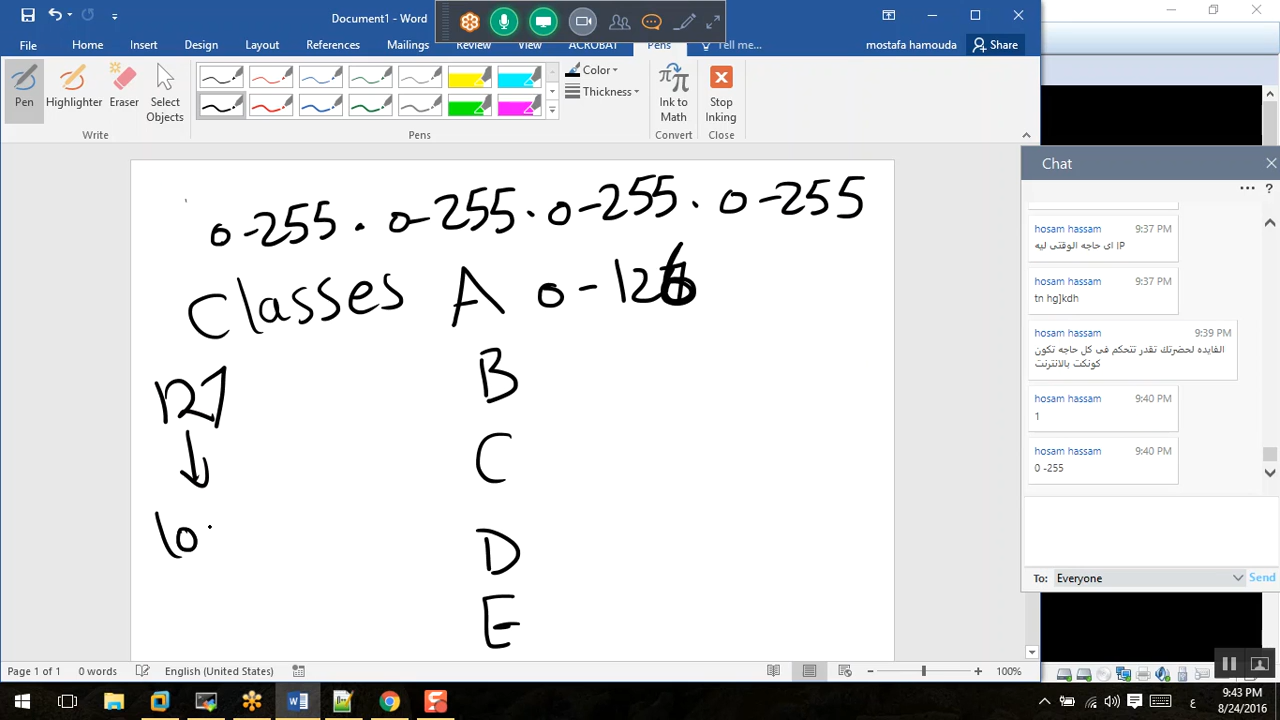 Document1 - Word
File Home Insert Design Layout References Mailings Review View ACROBAT Pens Tell me... mostafa hamouda Share
Pen Highlighter Eraser Select Objects
Color
Thickness
Ink to Math
Stop Inking
Write Pens Convert Close
0-255 . 0-255 . 0-255 . 0-255
Classes A 0-126
127 B
C
lo
D
E
Chat
hosam hassam 9:37 PM
IP اى حاجه الوقتى ليه
hosam hassam 9:37 PM
tn hg]kdh
hosam hassam 9:39 PM
الفايده لحضرتك تقدر تتحكم فى كل حاجه تكون
كونكت بالانترنت
hosam hassam 9:40 PM
1
hosam hassam 9:40 PM
0 -255
To: Everyone Send
Page 1 of 1 0 words English (United States) 100%
9:43 PM
8/24/2016